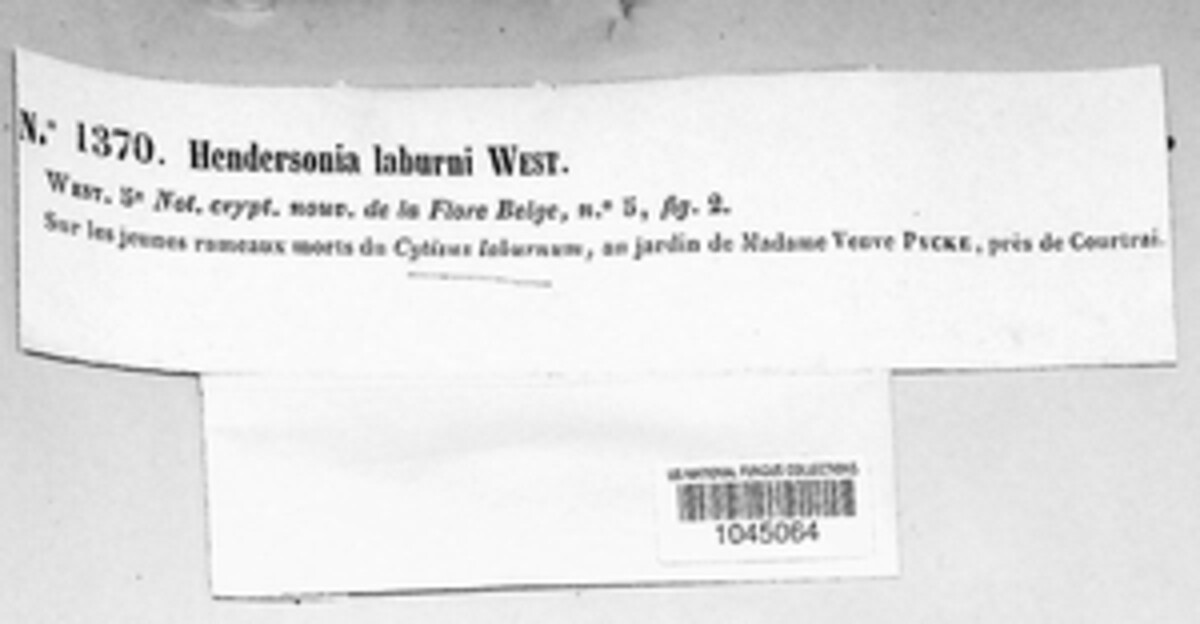 N.º 1370. Hendersonia laburni WEST.
WEST. 5e Not. crypt. nouv. de la Flore Belge, n.º 5, fig. 2.
Sur les jeunes rameaux morts du Cytisus laburnum, au jardin de Madame Veuve PYCKE, près de Courtrai.
US NATIONAL FUNGUS COLLECTIONS
1045064